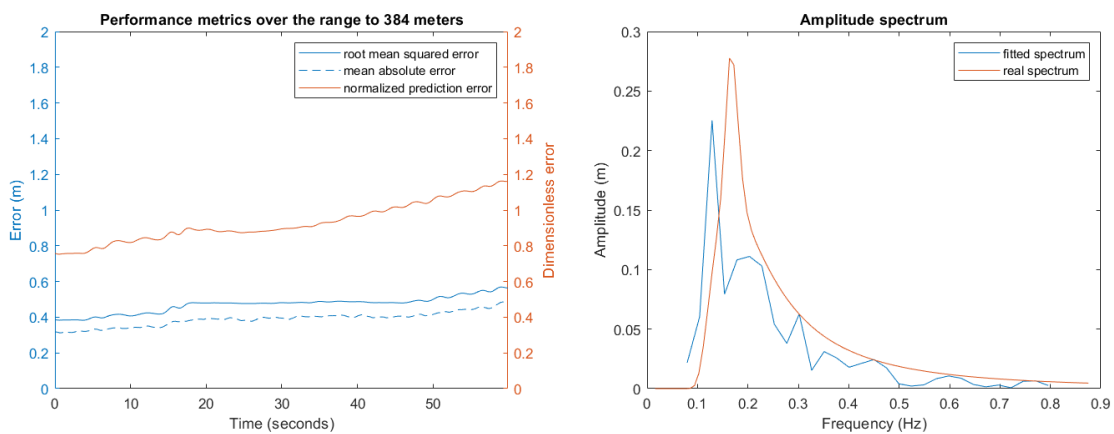 Performance metrics over the range to 384 meters
2
1.8
1.6
1.4
1.2
1
0.8
0.6
0.4
0.2
0
Error (m)
root mean squared error
mean absolute error
normalized prediction error
2
1.8
1.6
1.4
1.2
1
0.8
0.6
0.4
0.2
0
Dimensionless error
0 10 20 30 40 50
Time (seconds)
Amplitude spectrum
0.3
0.25
0.2
0.15
0.1
0.05
0
Amplitude (m)
fitted spectrum
real spectrum
0 0.1 0.2 0.3 0.4 0.5 0.6 0.7 0.8 0.9
Frequency (Hz)